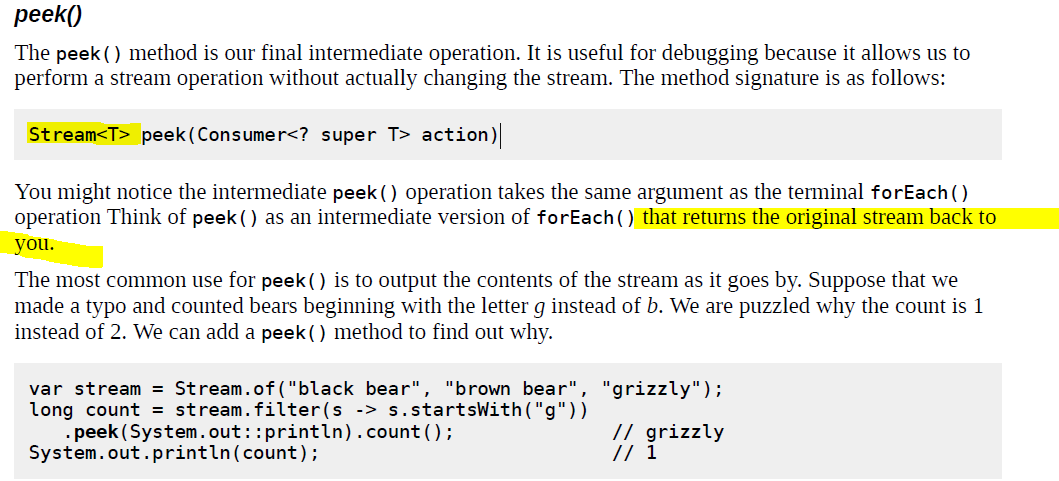 peek()
The peek() method is our final intermediate operation. It is useful for debugging because it allows us to
perform a stream operation without actually changing the stream. The method signature is as follows:
Stream<T> peek(Consumer<? super T> action)
You might notice the intermediate peek() operation takes the same argument as the terminal forEach()
operation Think of peek() as an intermediate version of forEach() that returns the original stream back to
you.
The most common use for peek() is to output the contents of the stream as it goes by. Suppose that we
made a typo and counted bears beginning with the letter g instead of b. We are puzzled why the count is 1
instead of 2. We can add a peek() method to find out why.
var stream = Stream.of("black bear", "brown bear", "grizzly");
long count = stream.filter(s -> s.startsWith("g"))
   .peek(System.out::println).count();              // grizzly
System.out.println(count);                          // 1